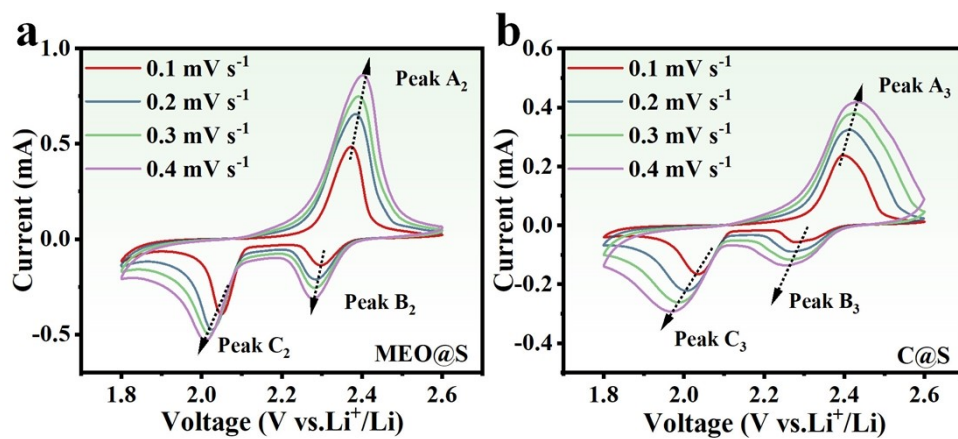 a
1.0
0.5
0.0
-0.5
Current (mA)
0.1 mV s⁻¹
0.2 mV s⁻¹
0.3 mV s⁻¹
0.4 mV s⁻¹
Peak A₂
Peak B₂
Peak C₂
MEO@S
1.8 2.0 2.2 2.4 2.6
Voltage (V vs.Li⁺/Li)
b
0.6
0.4
0.2
0.0
-0.2
-0.4
Current (mA)
0.1 mV s⁻¹
0.2 mV s⁻¹
0.3 mV s⁻¹
0.4 mV s⁻¹
Peak A₃
Peak B₃
Peak C₃
C@S
1.8 2.0 2.2 2.4 2.6
Voltage (V vs.Li⁺/Li)